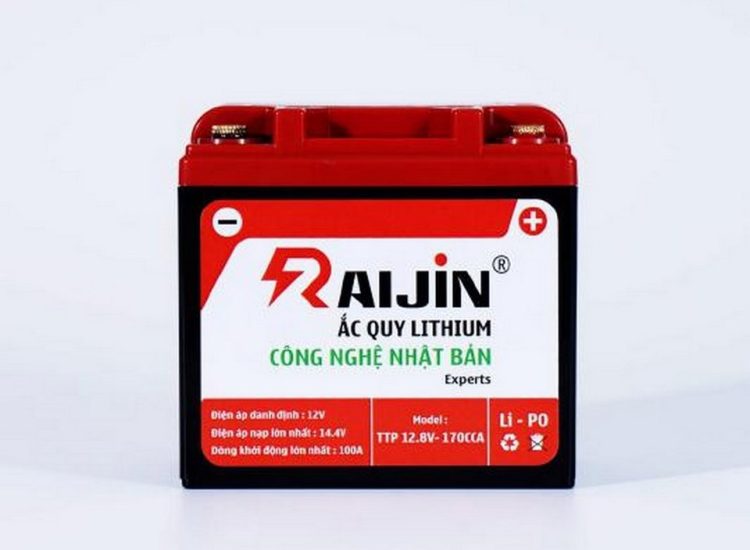 RAIJIN®
ẮC QUY LITHIUM
CÔNG NGHỆ NHẬT BẢN
Experts
Điện áp danh định : 12V
Điện áp nạp lớn nhất : 14.4V
Dòng khởi động lớn nhất : 100A
Model :
TTP 12.8V- 170CCA
Li - PO